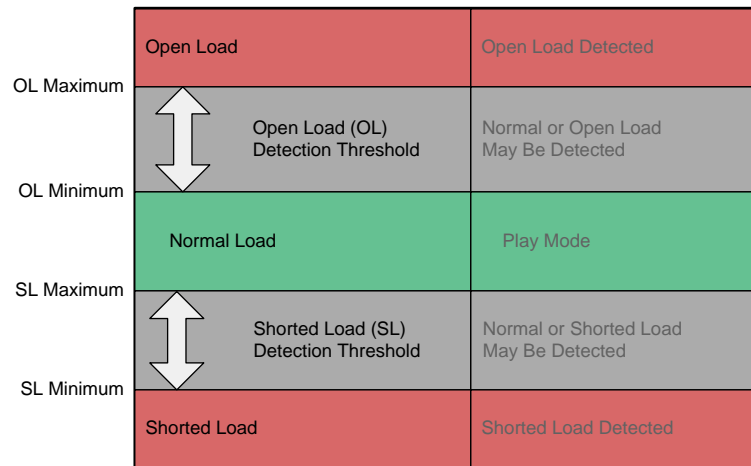 Open Load
Open Load Detected
OL Maximum
Open Load (OL)
Detection Threshold
Normal or Open Load
May Be Detected
OL Minimum
Normal Load
Play Mode
SL Maximum
Shorted Load (SL)
Detection Threshold
Normal or Shorted Load
May Be Detected
SL Minimum
Shorted Load
Shorted Load Detected